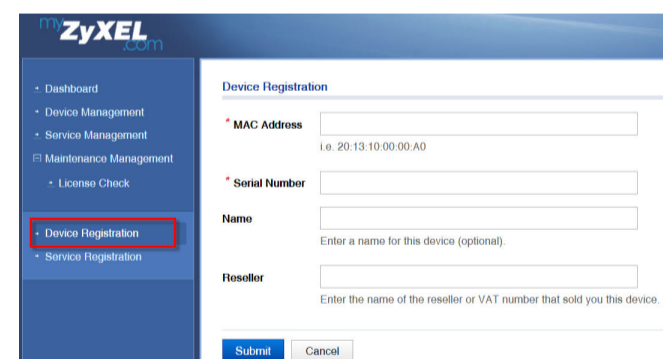 myZyXEL.com
Dashboard
Device Management
Service Management
Maintenance Management
License Check
Device Registration
Service Registration
Device Registration
* MAC Address
i.e. 20:13:10:00:00:A0
* Serial Number
Name
Enter a name for this device (optional).
Reseller
Enter the name of the reseller or VAT number that sold you this device.
Submit Cancel